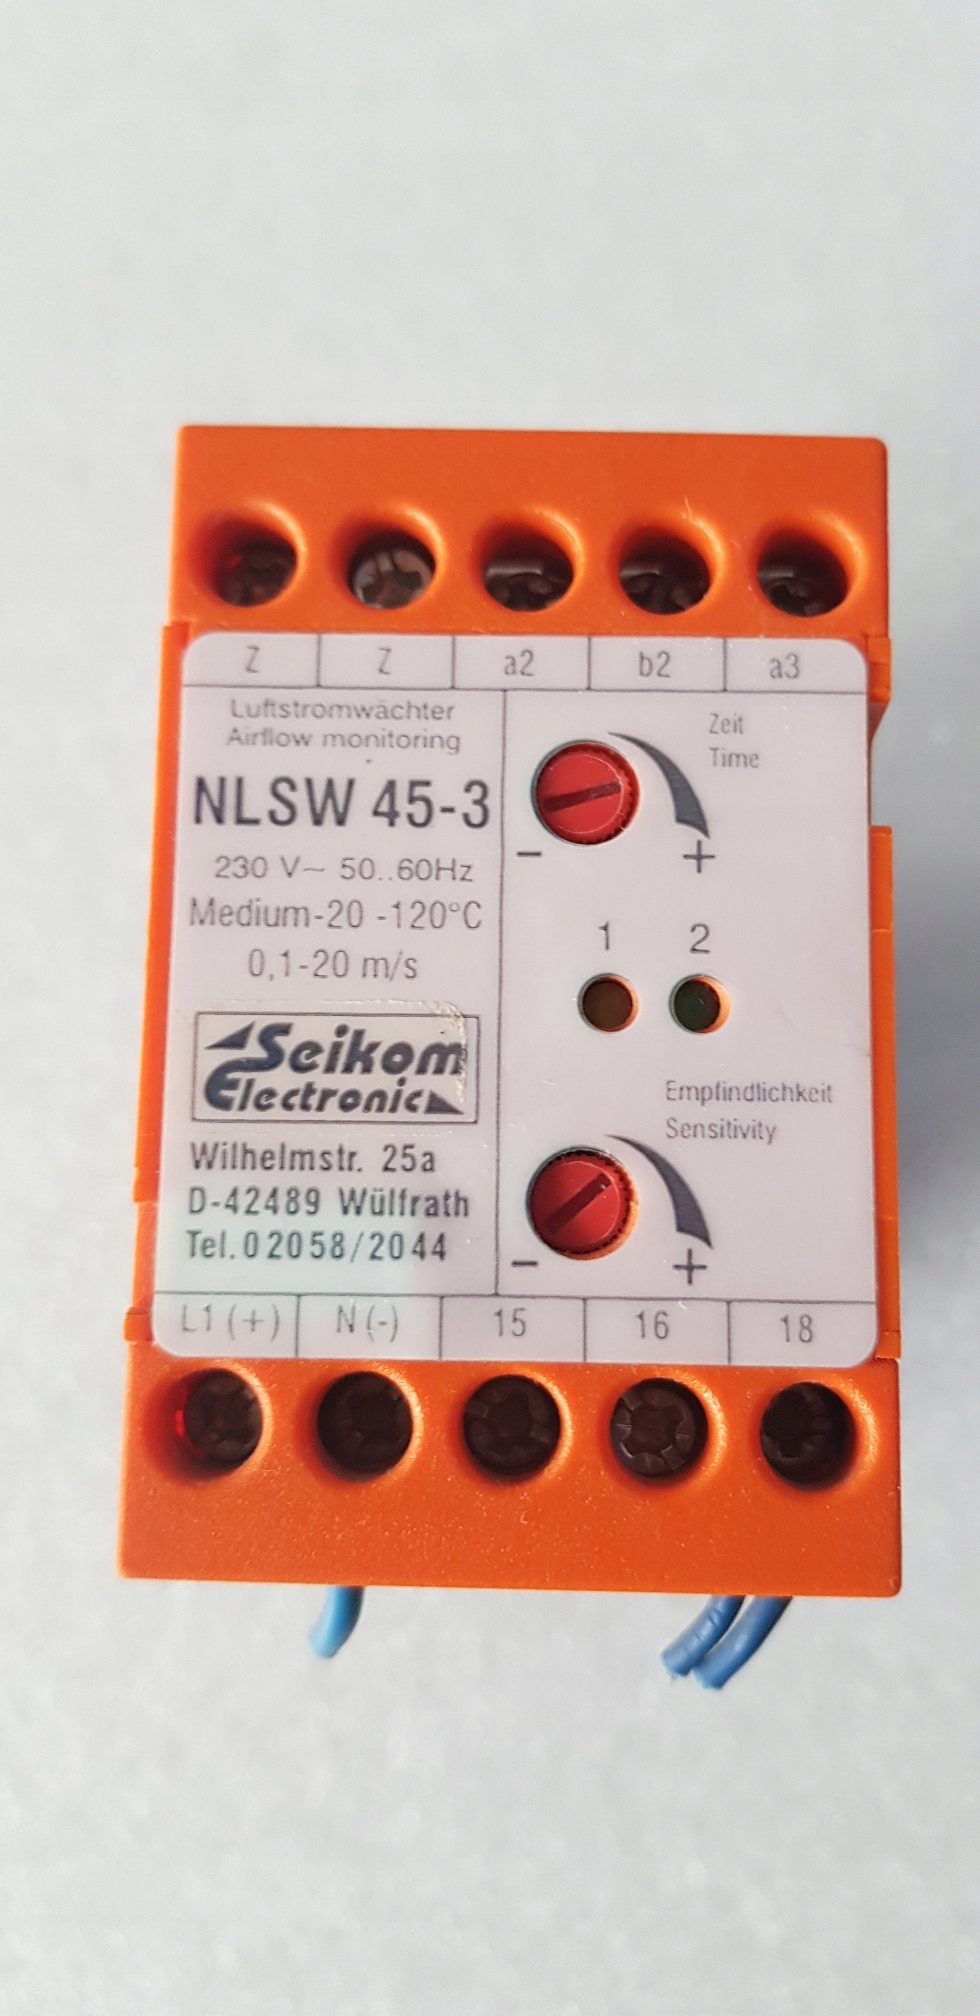 Z Z a2 b2 a3
Luftstromwächter
Airflow monitoring
NLSW 45-3
230 V~ 50..60Hz
Medium-20 -120°C
0,1-20 m/s
Seikom
Electronic
Wilhelmstr. 25a
D-42489 Wülfrath
Tel.02058/2044
Zeit
Time
- +
1 2
Empfindlichkeit
Sensitivity
- +
L1 (+) N (-) 15 16 18